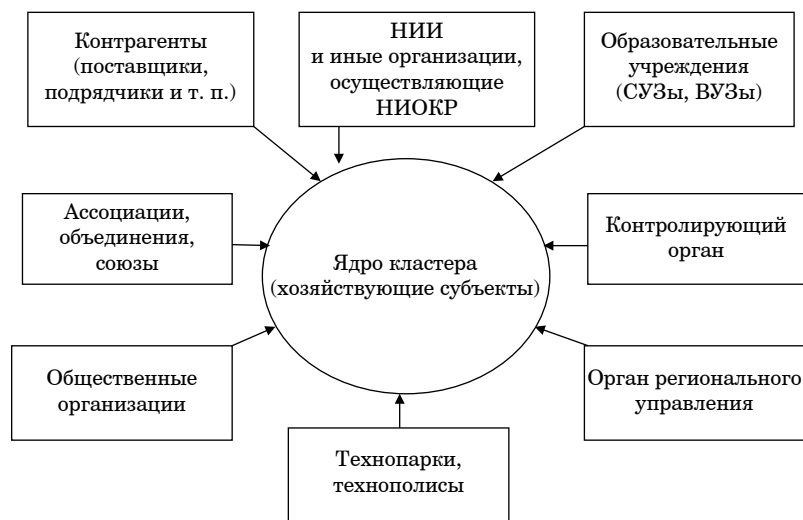 Контрагенты
(поставщики,
подрядчики и т. п.)
НИИ
и иные организации,
осуществляющие
НИОКР
Образовательные
учреждения
(СУЗы, ВУЗы)
Ассоциации,
объединения,
союзы
Ядро кластера
(хозяйствующие субъекты)
Контролирующий
орган
Общественные
организации
Орган регионального
управления
Технопарки,
технополисы